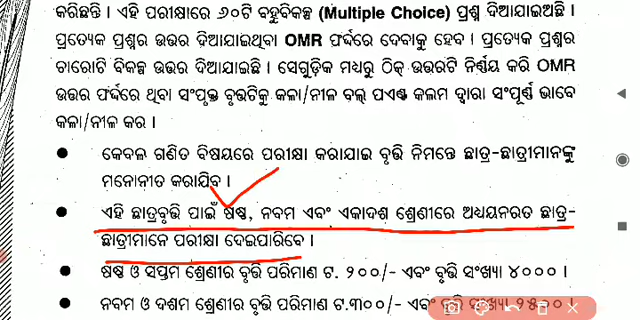 କରିଛନ୍ତି । ଏହି ପରୀକ୍ଷାରେ ୬୦ଟି ବହୁବିକଳ୍ପ (Multiple Choice) ପ୍ରଶ୍ନ ଦିଆଯାଇଅଛି ।
ପ୍ରତ୍ୟେକ ପ୍ରଶ୍ନର ଉତ୍ତର ଦିଆଯାଇଥିବା OMR ଫର୍ଦ୍ଦରେ ଦେବାକୁ ହେବ । ପ୍ରତ୍ୟେକ ପ୍ରଶ୍ନର
ଚାରୋଟି ବିକଳ୍ପ ଉତ୍ତର ଦିଆଯାଇଛି । ସେଗୁଡ଼ିକ ମଧ୍ୟରୁ ଠିକ୍ ଉତ୍ତରଟି ନିର୍ଣ୍ଣୟ କରି OMR
ଉତ୍ତର ଫର୍ଦ୍ଦରେ ଥିବା ସଂପୃକ୍ତ ବୃତ୍ତଟିକୁ କଳା/ନୀଳ ବଲ୍ ପଏଣ୍ଟ କଲମ ଦ୍ୱାରା ସଂପୂର୍ଣ୍ଣ ଭାବେ
କଳା/ନୀଳ କର ।
● କେବଳ ଗଣିତ ବିଷୟରେ ପରୀକ୍ଷା କରାଯାଇ ବୃତ୍ତି ନିମନ୍ତେ ଛାତ୍ର-ଛାତ୍ରୀମାନଙ୍କୁ
ମନୋନୀତ କରାଯିବ ।
● ଏହି ଛାତ୍ରବୃତ୍ତି ପାଇଁ ଷଷ୍ଠ, ନବମ ଏବଂ ଏକାଦଶ ଶ୍ରେଣୀରେ ଅଧ୍ୟୟନରତ ଛାତ୍ର-
ଛାତ୍ରୀମାନେ ପରୀକ୍ଷା ଦେଇପାରିବେ ।
● ଷଷ୍ଠ ଓ ସପ୍ତମ ଶ୍ରେଣୀର ବୃତ୍ତି ପରିମାଣ ଟ. ୨୦୦/- ଏବଂ ବୃତ୍ତି ସଂଖ୍ୟା ୪୦୦୦ ।
● ନବମ ଓ ଦଶମ ଶ୍ରେଣୀର ବୃତ୍ତି ପରିମାଣ ଟ.୩୦୦/- ଏବଂ ବୃତ୍ତି ସଂଖ୍ୟା